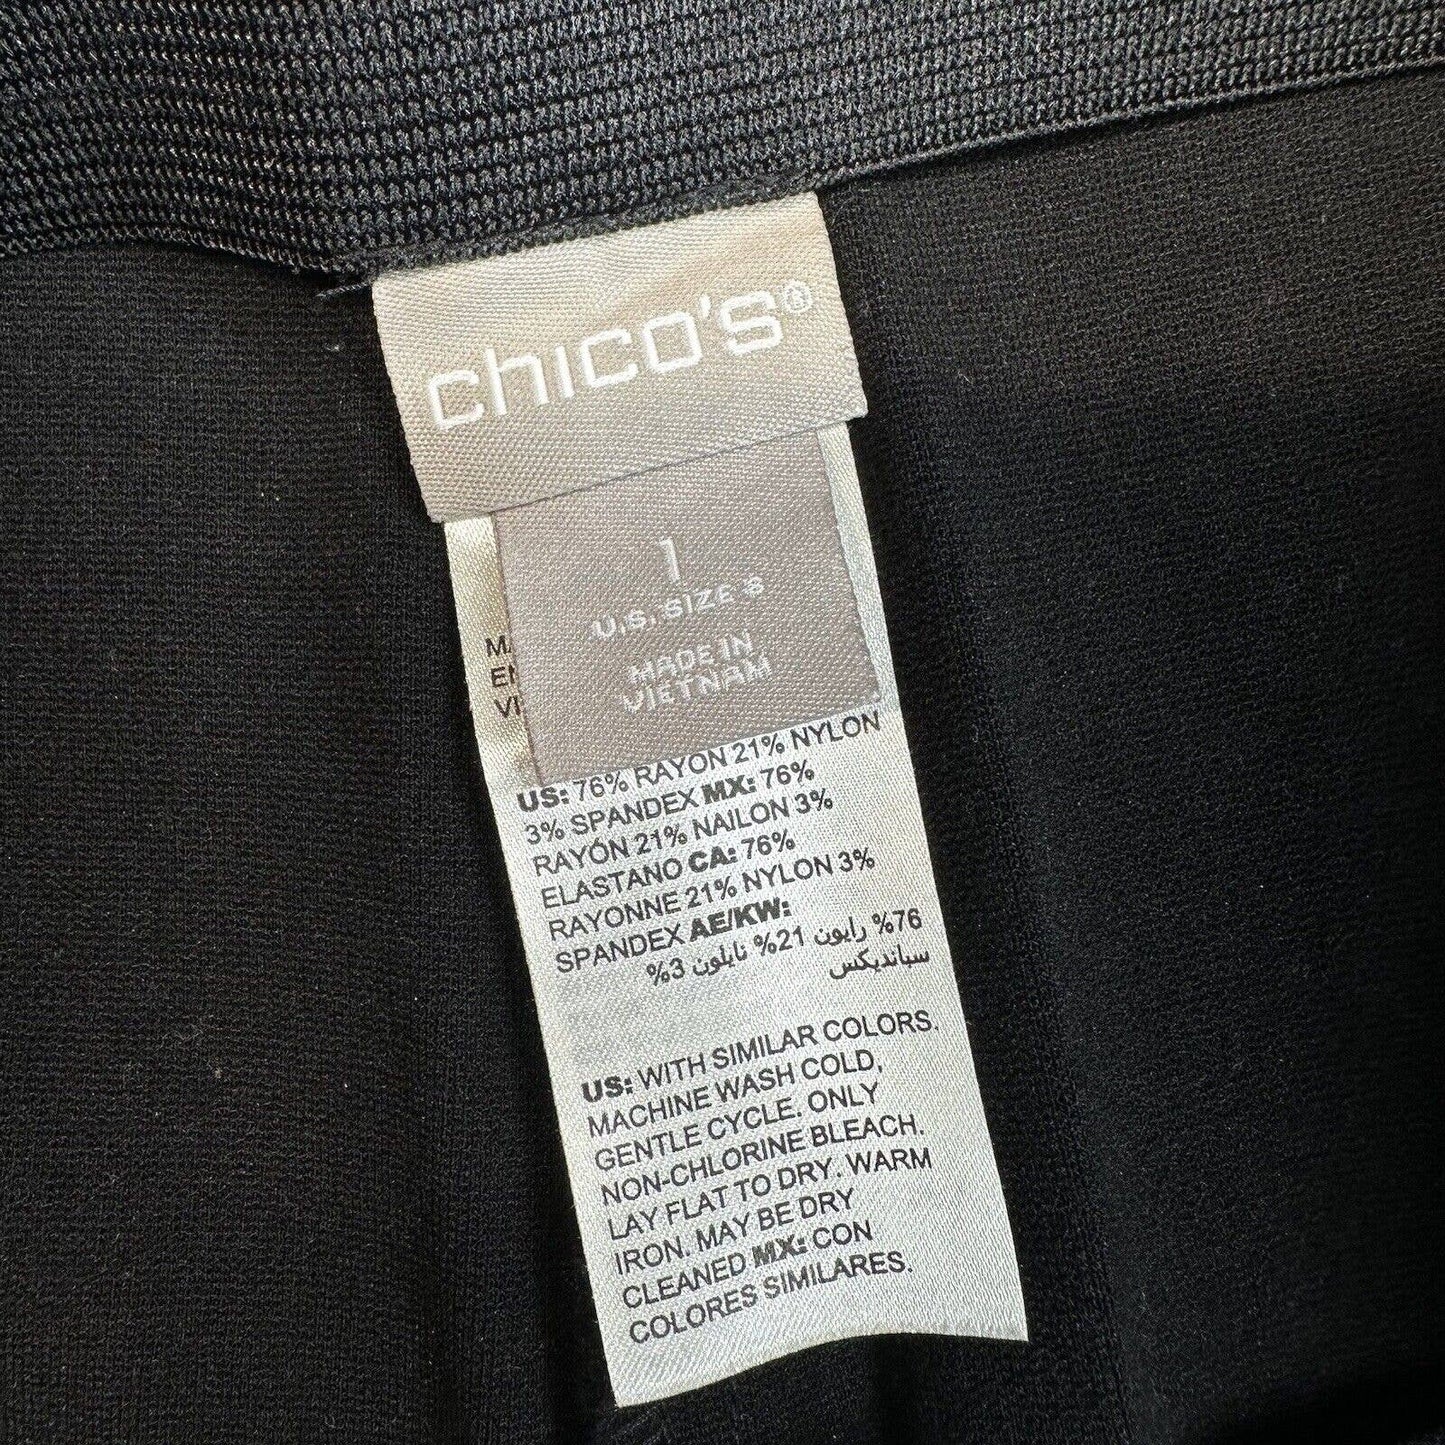 chico's®
1
U.S. SIZE 8
MADE IN
VIETNAM
US: 76% RAYON 21% NYLON
3% SPANDEX MX: 76%
RAYÓN 21% NAILON 3%
ELASTANO CA: 76%
RAYONNE 21% NYLON 3%
SPANDEX AE/KW:
76% رايون 21% نايلون 3%
سبانديكس
US: WITH SIMILAR COLORS.
MACHINE WASH COLD,
GENTLE CYCLE. ONLY
NON-CHLORINE BLEACH.
LAY FLAT TO DRY. WARM
IRON. MAY BE DRY
CLEANED MX: CON
COLORES SIMILARES.